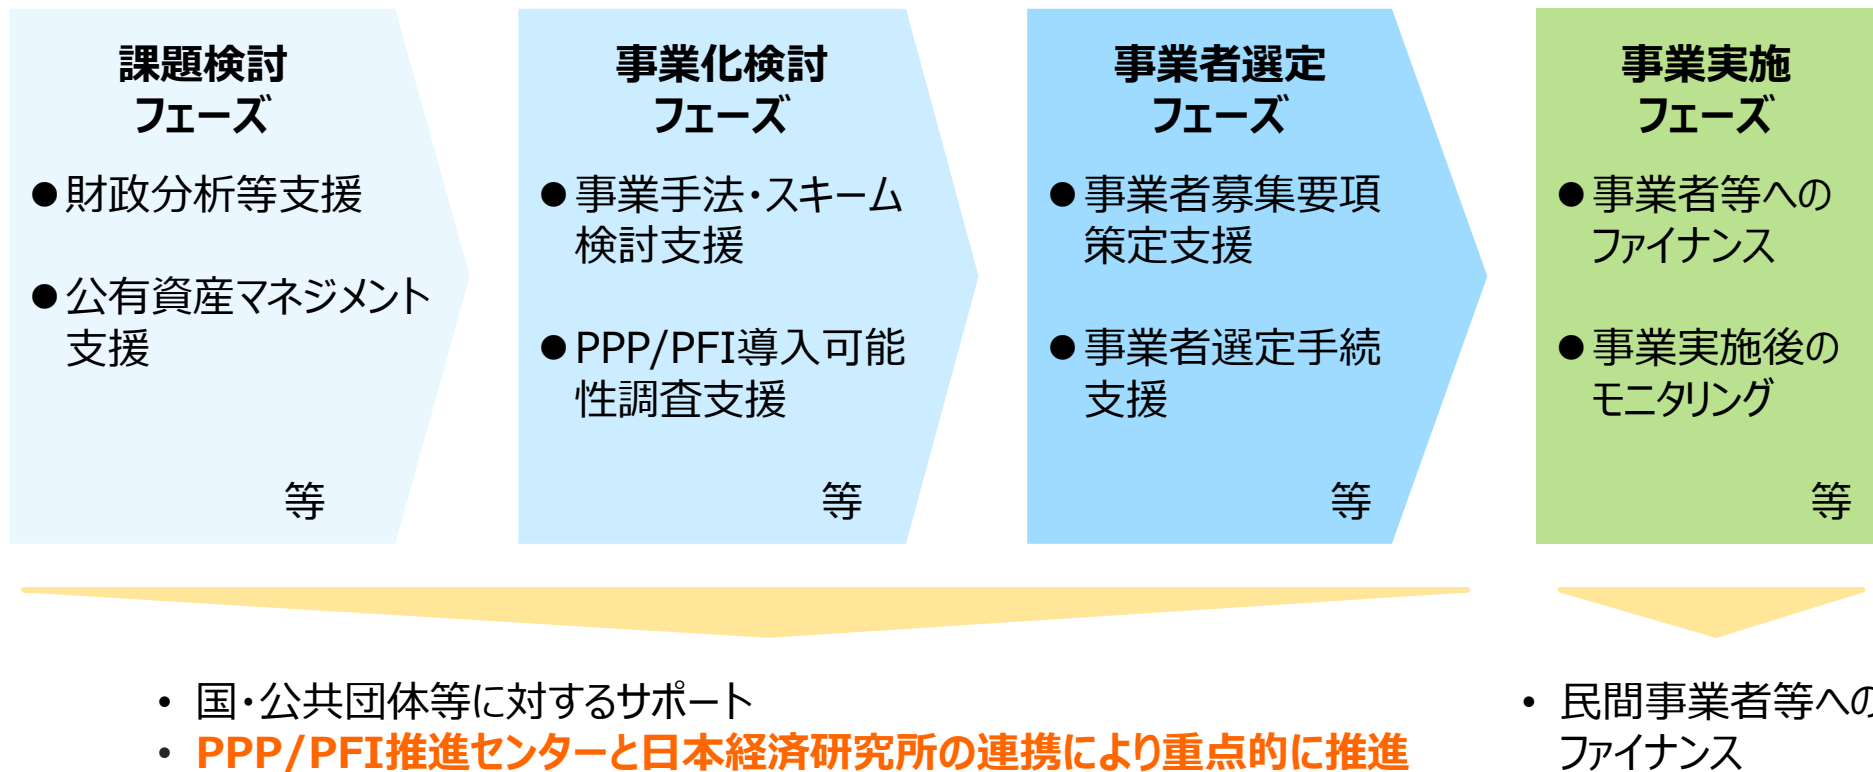 課題検討
フェーズ
●財政分析等支援
●公有資産マネジメント
支援
等
事業化検討
フェーズ
●事業手法・スキーム
検討支援
●PPP/PFI導入可能
性調査支援
等
事業者選定
フェーズ
●事業者募集要項
策定支援
●事業者選定手続
支援
等
事業実施
フェーズ
●事業者等への
ファイナンス
●事業実施後の
モニタリング
等
• 国・公共団体等に対するサポート
• PPP/PFI推進センターと日本経済研究所の連携により重点的に推進
• 民間事業者等への
ファイナンス